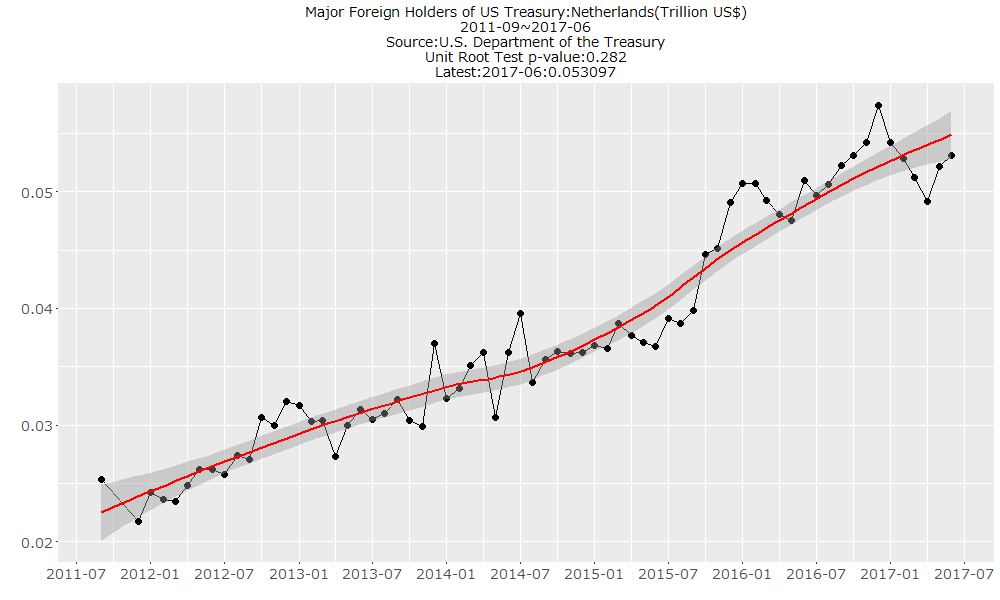 Major Foreign Holders of US Treasury:Netherlands(Trillion US$)
2011-09~2017-06
Source:U.S. Department of the Treasury
Unit Root Test p-value:0.282
Latest:2017-06:0.053097
0.05
0.04
0.03
0.02
2011-07 2012-01 2012-07 2013-01 2013-07 2014-01 2014-07 2015-01 2015-07 2016-01 2016-07 2017-01 2017-07